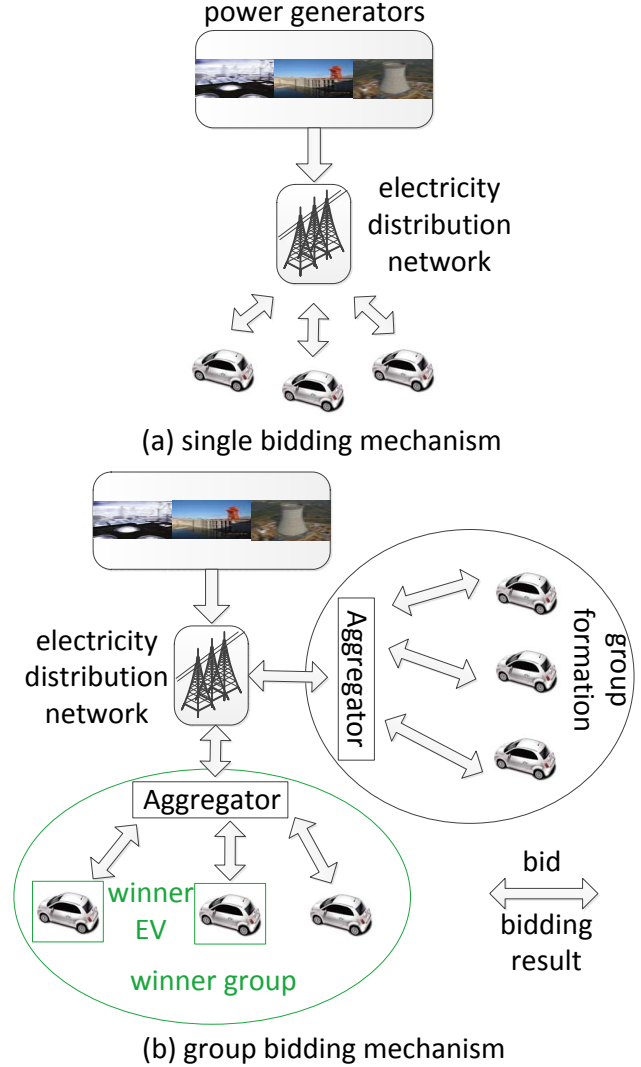 power generators
electricity
distribution
network
(a) single bidding mechanism
electricity
distribution
network
Aggregator
group
formation
Aggregator
winner
EV
winner group
bid
bidding
result
(b) group bidding mechanism